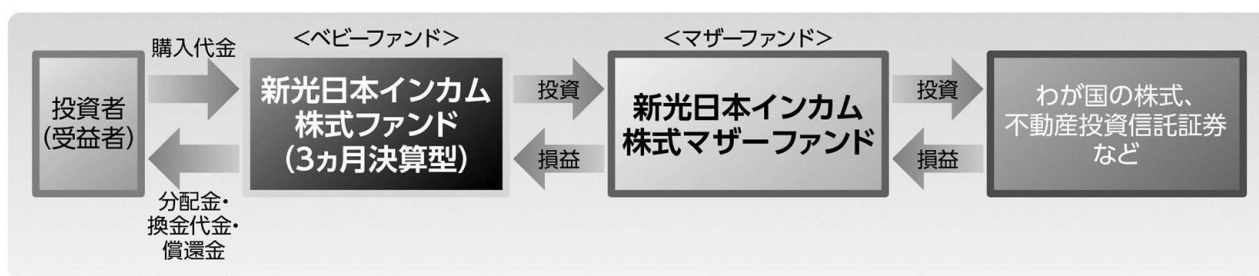 購入代金
投資者
(受益者)
分配金・
換金代金・
償還金
<ベビーファンド>
新光日本インカム
株式ファンド
(3ヵ月決算型)
投資
損益
<マザーファンド>
新光日本インカム
株式マザーファンド
投資
損益
わが国の株式、
不動産投資信託証券
など